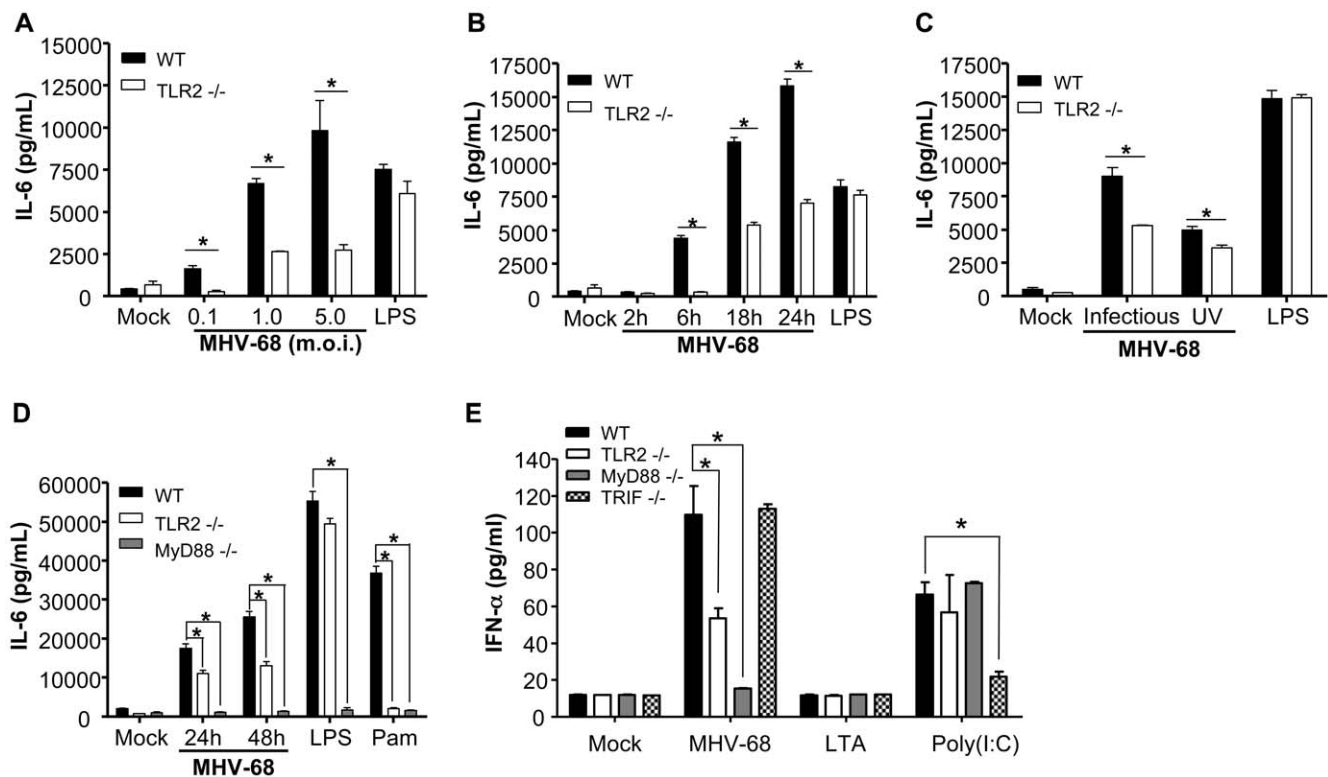 A
IL-6 (pg/mL)
15000
12500
10000
7500
5000
2500
0
WT
TLR2 -/-
*
*
*
Mock 0.1 1.0 5.0 LPS
MHV-68 (m.o.i.)
B
IL-6 (pg/mL)
17500
15000
12500
10000
7500
5000
2500
0
WT
TLR2 -/-
*
*
*
Mock 2h 6h 18h 24h LPS
MHV-68
C
IL-6 (pg/mL)
17500
15000
12500
10000
7500
5000
2500
0
WT
TLR2 -/-
*
*
Mock Infectious UV LPS
MHV-68
D
IL-6 (pg/mL)
60000
50000
40000
30000
20000
10000
0
WT
TLR2 -/-
MyD88 -/-
*
*
*
*
*
*
*
Mock 24h 48h LPS Pam
MHV-68
E
IFN-α (pg/ml)
140
120
100
80
60
40
20
0
WT
TLR2 -/-
MyD88 -/-
TRIF -/-
*
*
*
Mock MHV-68 LTA Poly(I:C)